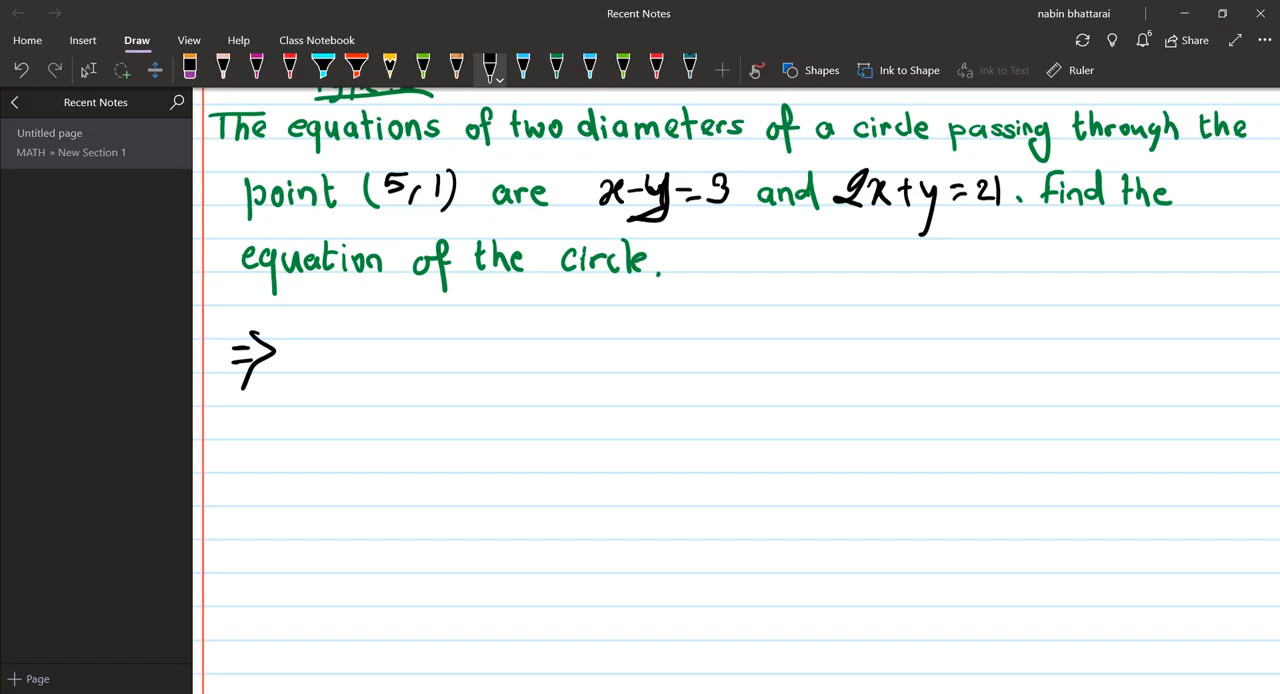 Recent Notes
nabin bhattarai
Home Insert Draw View Help Class Notebook
6
Share
Shapes Ink to Shape Ink to Text Ruler
Recent Notes
Untitled page
MATH » New Section 1
The equations of two diameters of a circle passing through the
point (5,1) are x-y=3 and 2x+y=21. find the
equation of the circle.
⇒
+ Page